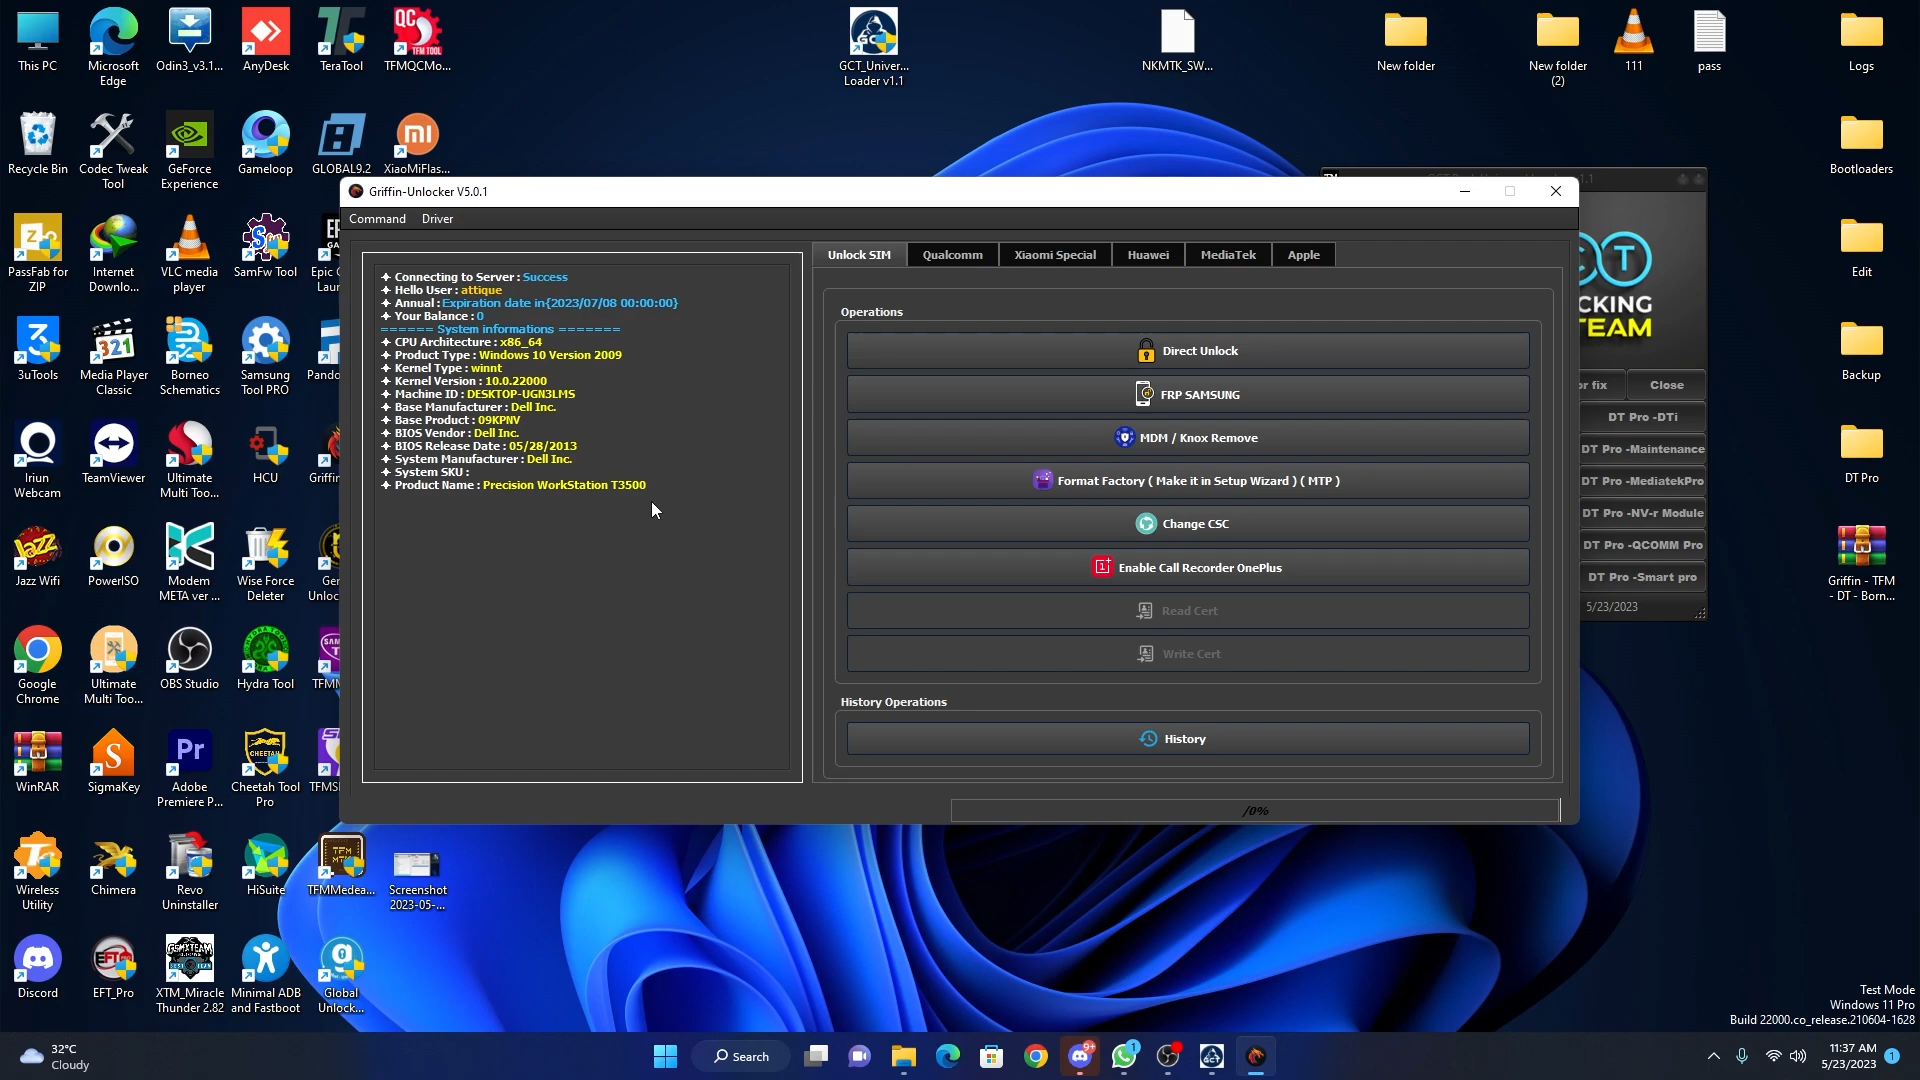 This PC
Microsoft
Edge
Odin3_v3.1...
AnyDesk
TeraTool
TFMQCMo...
GCT_Univer...
Loader v1.1
NKMTK_SW...
New folder
New folder
(2)
111
pass
Logs
Recycle Bin
Codec Tweak
Tool
GeForce
Experience
Gameloop
GLOBAL9.2
XiaoMiFlas...
Bootloaders
PassFab for
ZIP
Internet
Downlo...
VLC media
player
SamFw Tool
Epic
Edit
3uTools
Media Player
Classic
Borneo
Schematics
Samsung
Tool PRO
Backup
Iriun
Webcam
TeamViewer
Ultimate
Multi Too...
HCU
DT Pro
Jazz Wifi
PowerISO
Modem
META ver ...
Wise Force
Deleter
Griffin - TFM
- DT - Born...
Google
Chrome
Ultimate
Multi Too...
OBS Studio
Hydra Tool
WinRAR
SigmaKey
Adobe
Premiere P...
Cheetah Tool
Pro
Wireless
Utility
Chimera
Revo
Uninstaller
HiSuite
TFMMedea...
Screenshot
2023-05-...
Discord
EFT_Pro
XTM_Miracle
Thunder 2.82
Minimal ADB
and Fastboot
Global
Unlock...
Griffin-Unlocker V5.0.1
Command Driver
✦ Connecting to Server : Success
✦ Hello User : attique
✦ Annual : Expiration date in{2023/07/08 00:00:00}
✦ Your Balance : 0
====== System informations =======
✦ CPU Architecture : x86_64
✦ Product Type : Windows 10 Version 2009
✦ Kernel Type : winnt
✦ Kernel Version : 10.0.22000
✦ Machine ID : DESKTOP-UGN3LMS
✦ Base Manufacturer : Dell Inc.
✦ Base Product : 09KPNV
✦ BIOS Vendor : Dell Inc.
✦ BIOS Release Date : 05/28/2013
✦ System Manufacturer : Dell Inc.
✦ System SKU :
✦ Product Name : Precision WorkStation T3500
Unlock SIM Qualcomm Xiaomi Special Huawei MediaTek Apple
Operations
Direct Unlock
FRP SAMSUNG
MDM / Knox Remove
Format Factory ( Make it in Setup Wizard ) ( MTP )
Change CSC
Enable Call Recorder OnePlus
Read Cert
Write Cert
History Operations
History
/0%
CKING
TEAM
or fix Close
DT Pro -DTi
DT Pro -Maintenance
DT Pro -MediatekPro
DT Pro -NV-r Module
DT Pro -QCOMM Pro
DT Pro -Smart pro
5/23/2023
Test Mode
Windows 11 Pro
Build 22000.co_release.210604-1628
32°C
Cloudy
Search
9+
1
11:37 AM
5/23/2023
1